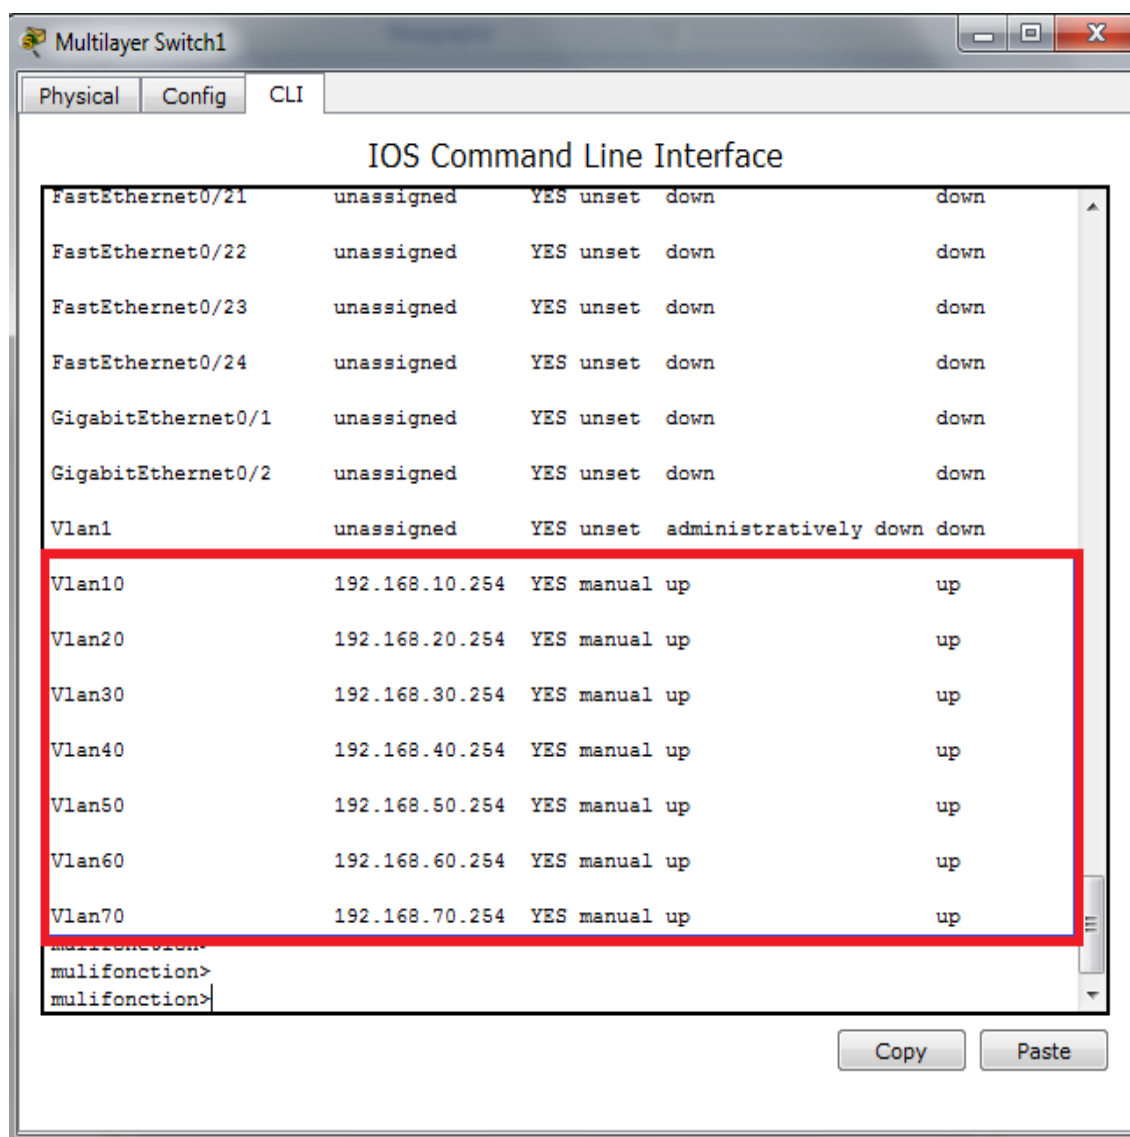 Multilayer Switch1
Physical Config CLI
IOS Command Line Interface
FastEthernet0/21 unassigned YES unset down down
FastEthernet0/22 unassigned YES unset down down
FastEthernet0/23 unassigned YES unset down down
FastEthernet0/24 unassigned YES unset down down
GigabitEthernet0/1 unassigned YES unset down down
GigabitEthernet0/2 unassigned YES unset down down
Vlan1 unassigned YES unset administratively down down
Vlan10 192.168.10.254 YES manual up up
Vlan20 192.168.20.254 YES manual up up
Vlan30 192.168.30.254 YES manual up up
Vlan40 192.168.40.254 YES manual up up
Vlan50 192.168.50.254 YES manual up up
Vlan60 192.168.60.254 YES manual up up
Vlan70 192.168.70.254 YES manual up up
mulifonction>
mulifonction>
Copy Paste